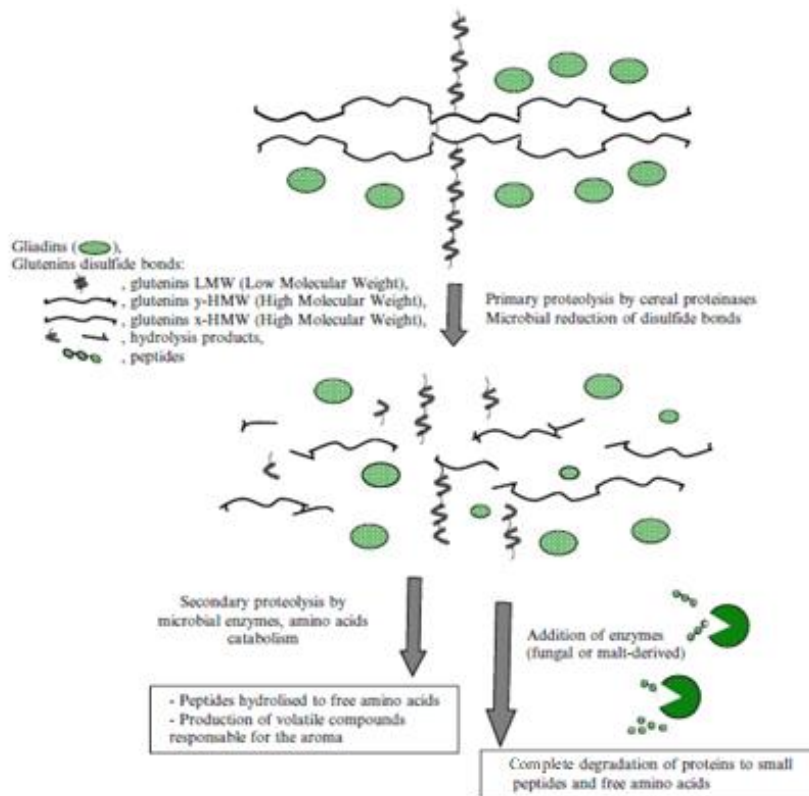 Gliadins ( ),
Glutenins disulfide bonds:
, glutenins LMW (Low Molecular Weight),
, glutenins y-HMW (High Molecular Weight),
, glutenins x-HMW (High Molecular Weight),
, hydrolysis products,
, peptides
Primary proteolysis by cereal proteinases
Microbial reduction of disulfide bonds
Secondary proteolysis by
microbial enzymes, amino acids
catabolism
Addition of enzymes
(fungal or malt-derived)
- Peptides hydrolised to free amino acids
- Production of volatile compounds
responsable for the aroma
Complete degradation of proteins to small
peptides and free amino acids